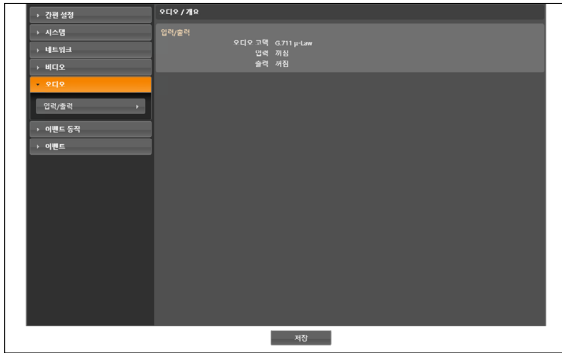 간편 설정
시스템
네트워크
비디오
오디오
입력/출력
이벤트 동작
이벤트
오디오 / 개요
입력/출력
오디오 코덱 G.711 μ-Law
입력 꺼짐
출력 꺼짐
저장